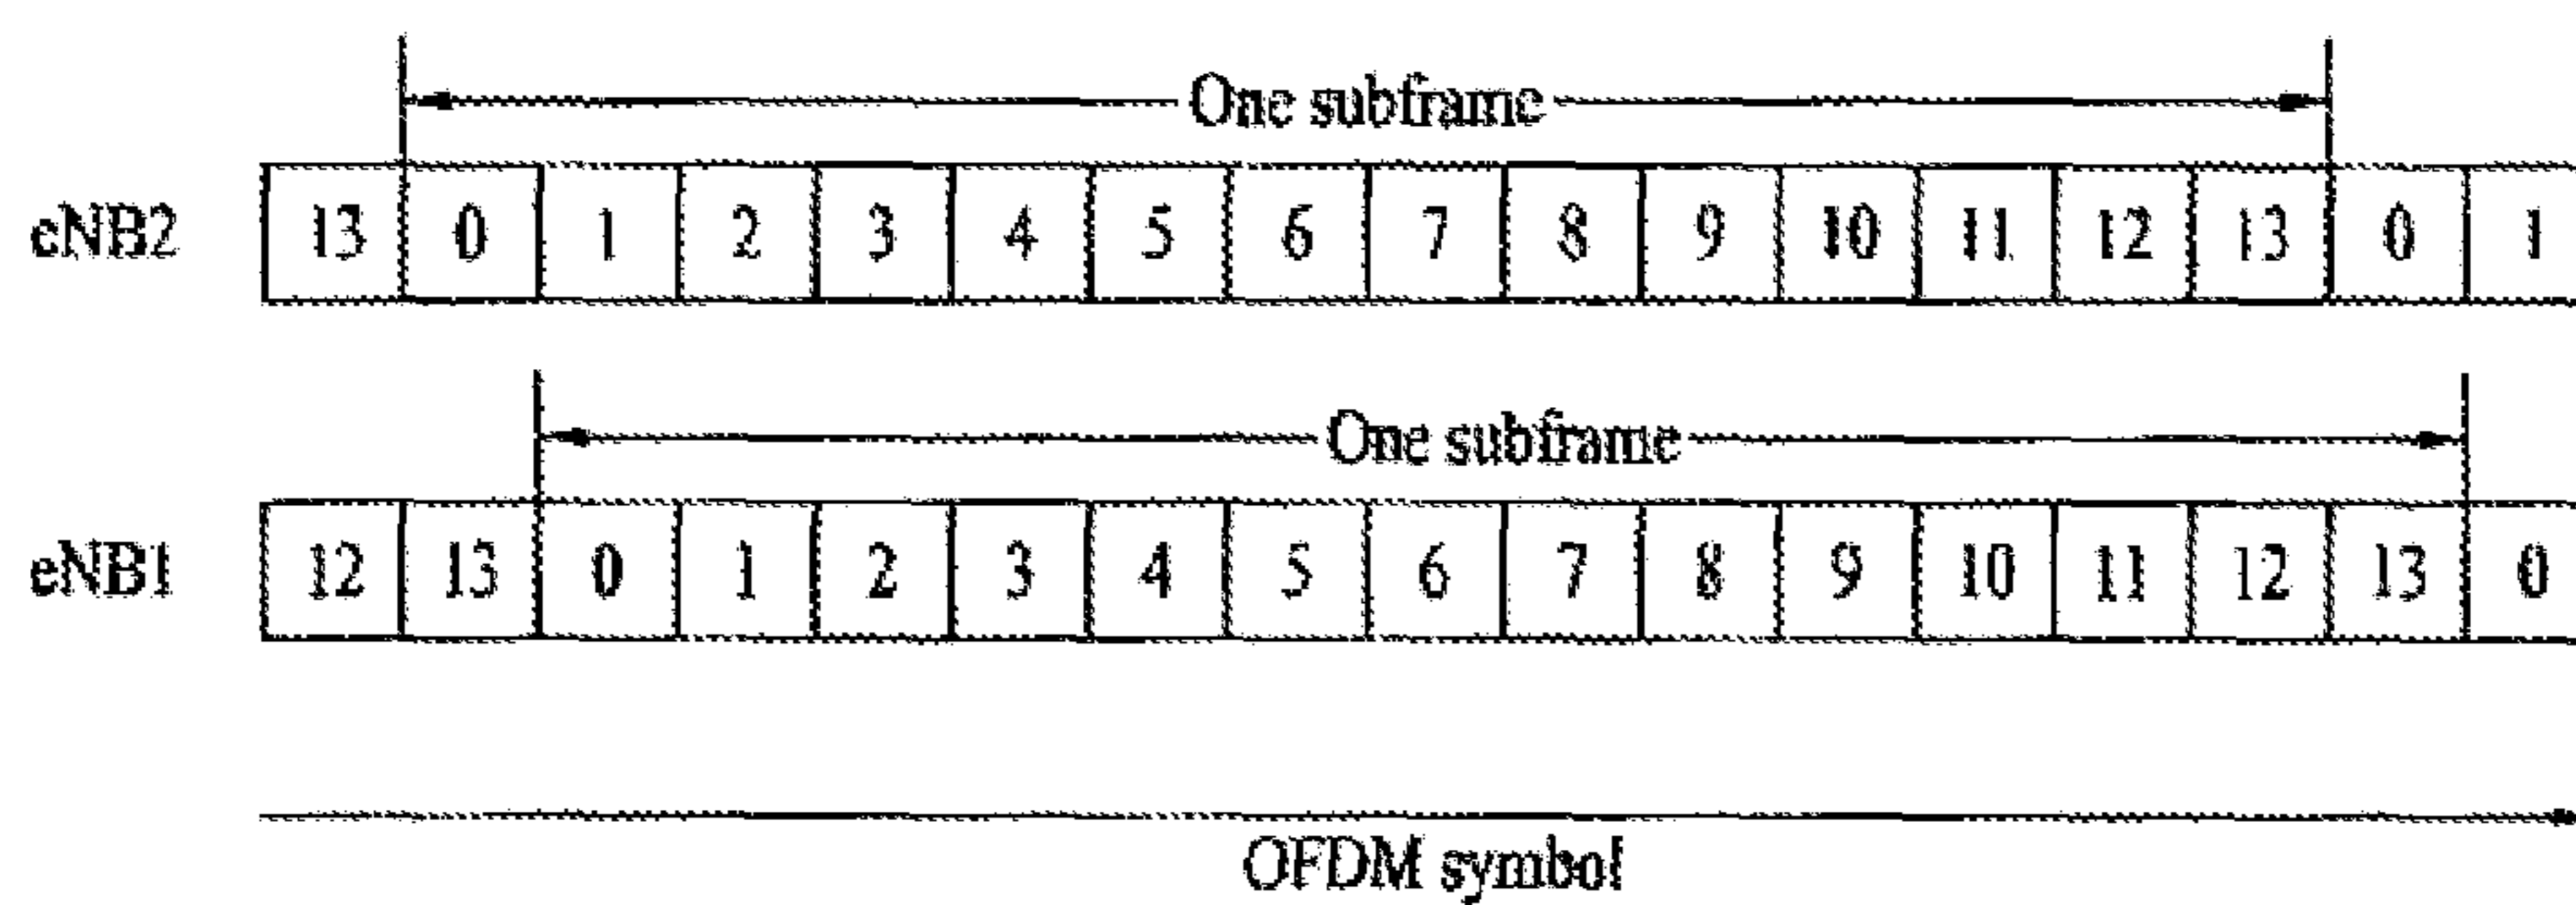 One subframe
eNB2 13 0 1 2 3 4 5 6 7 8 9 10 11 12 13 0 1
One subframe
eNB1 12 13 0 1 2 3 4 5 6 7 8 9 10 11 12 13 0
OFDM symbol